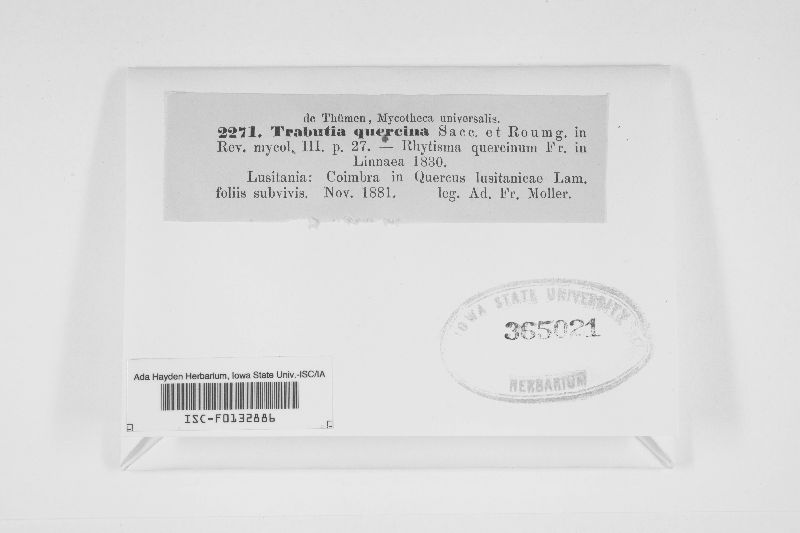 de Thümen, Mycotheca universalis.
2271. Trabutia quercina Sacc. et Roumg. in
Rev. mycol. III. p. 27. — Rhytisma quercinum Fr. in
Linnaea 1830.
Lusitania: Coimbra in Quercus lusitanicae Lam.
foliis subvivis. Nov. 1881. leg. Ad. Fr. Moller.
IOWA STATE UNIVERSITY
365021
HERBARIUM
Ada Hayden Herbarium, Iowa State Univ.-ISC/IA
ISC-F0132886